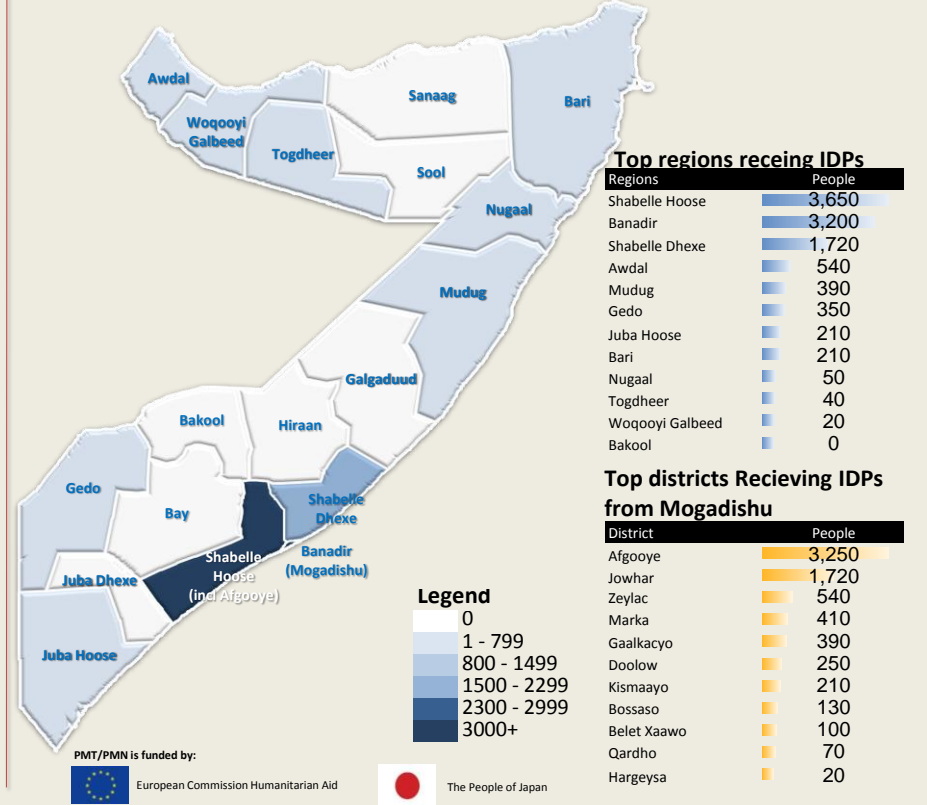 Awdal
Woqooyi
Galbeed
Togdheer
Sanaag
Sool
Bari
Nugaal
Mudug
Galgaduud
Hiraan
Bakool
Bay
Gedo
Shabelle
Dhexe
Banadir
(Mogadishu)
Shabelle
Hoose
(incl Afgooye)
Juba Dhexe
Juba Hoose
Top regions receing IDPs
Regions People
Shabelle Hoose 3,650
Banadir 3,200
Shabelle Dhexe 1,720
Awdal 540
Mudug 390
Gedo 350
Juba Hoose 210
Bari 210
Nugaal 50
Togdheer 40
Woqooyi Galbeed 20
Bakool 0
Top districts Recieving IDPs
from Mogadishu
District People
Afgooye 3,250
Jowhar 1,720
Zeylac 540
Marka 410
Gaalkacyo 390
Doolow 250
Kismaayo 210
Bossaso 130
Belet Xaawo 100
Qardho 70
Hargeysa 20
Legend
0
1 - 799
800 - 1499
1500 - 2299
2300 - 2999
3000+
PMT/PMN is funded by:
European Commission Humanitarian Aid
The People of Japan